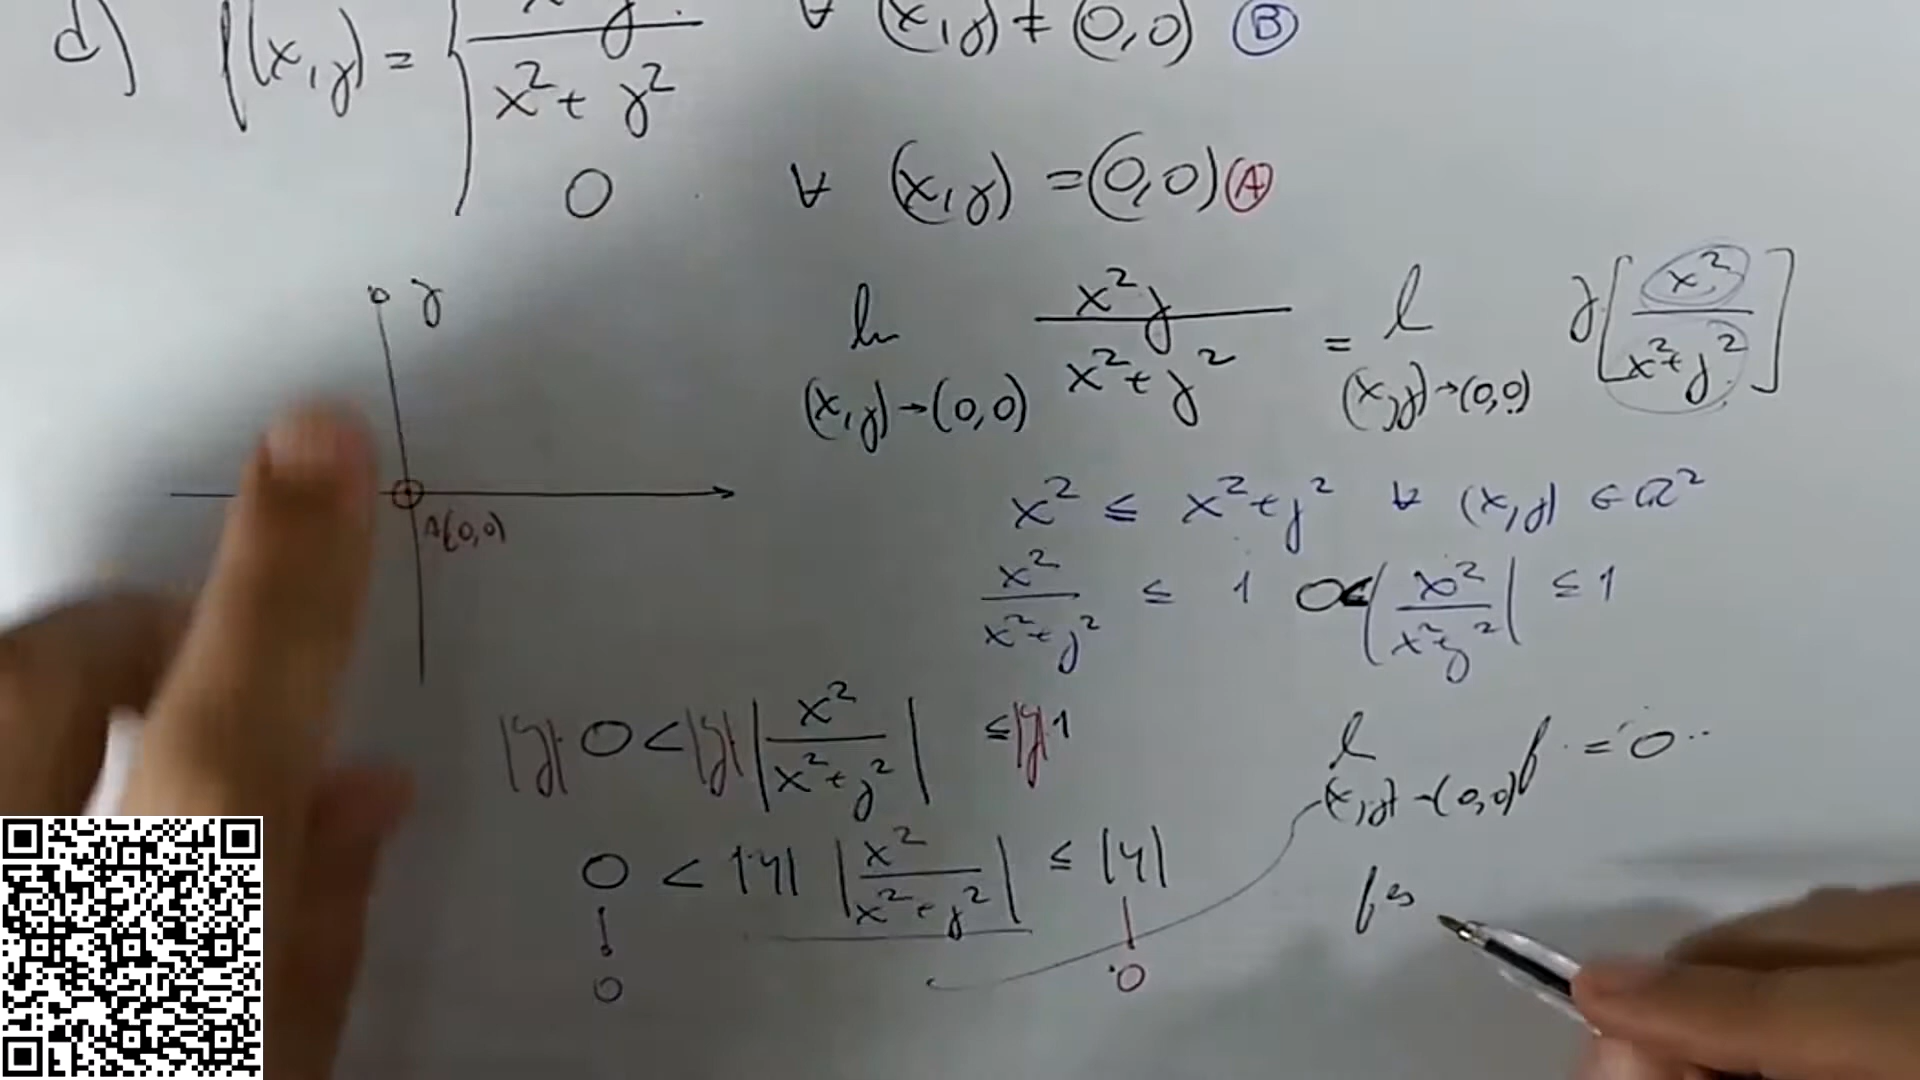 d) f(x,y) = { x²y / (x² + y²) ∀ (x,y) ≠ (0,0) Ⓑ
0 ∀ (x,y) = (0,0) Ⓐ
y
A(0,0)
lim (x,y)→(0,0) x²y / (x² + y²) = l (x,y)→(0,0) y [x² / (x² + y²)]
x² ≤ x² + y² ∀ (x,y) ∈ ℝ²
x² / (x² + y²) ≤ 1 0 < |x² / (x² + y²)| ≤ 1
|y|·0 < |y|·|x² / (x² + y²)| ≤ |y|·1
l (x,y)→(0,0) f = 0
0 < |y| |x² / (x² + y²)| ≤ |y|
f es
0 0